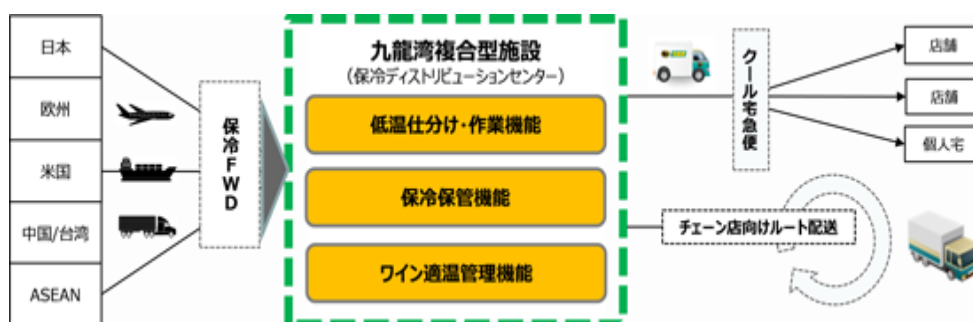 日本
欧州
米国
中国/台湾
ASEAN
保冷FWD
九龍湾複合型施設
(保冷ディストリビューションセンター)
低温仕分け・作業機能
保冷保管機能
ワイン適温管理機能
クール宅急便
店舗
店舗
個人宅
チェーン店向けルート配送